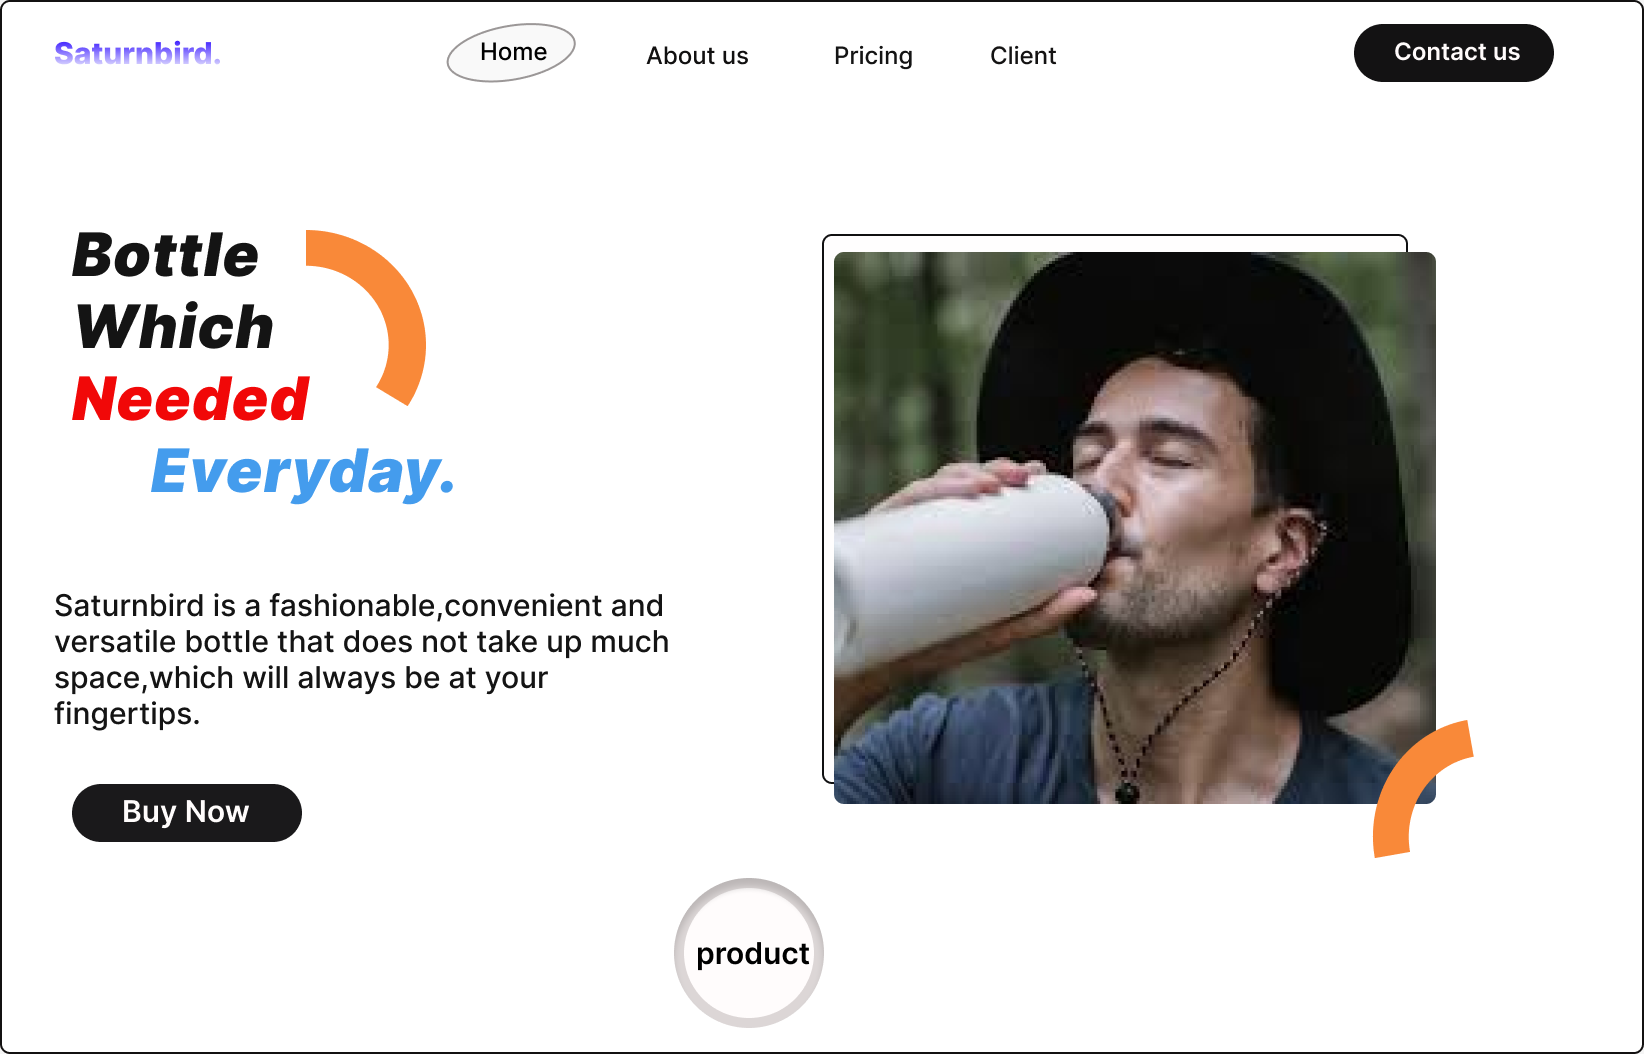 Saturnbird.
Home
About us
Pricing
Client
Contact us
Bottle
Which
Needed
Everyday.
Saturnbird is a fashionable,convenient and
versatile bottle that does not take up much
space,which will always be at your
fingertips.
Buy Now
product